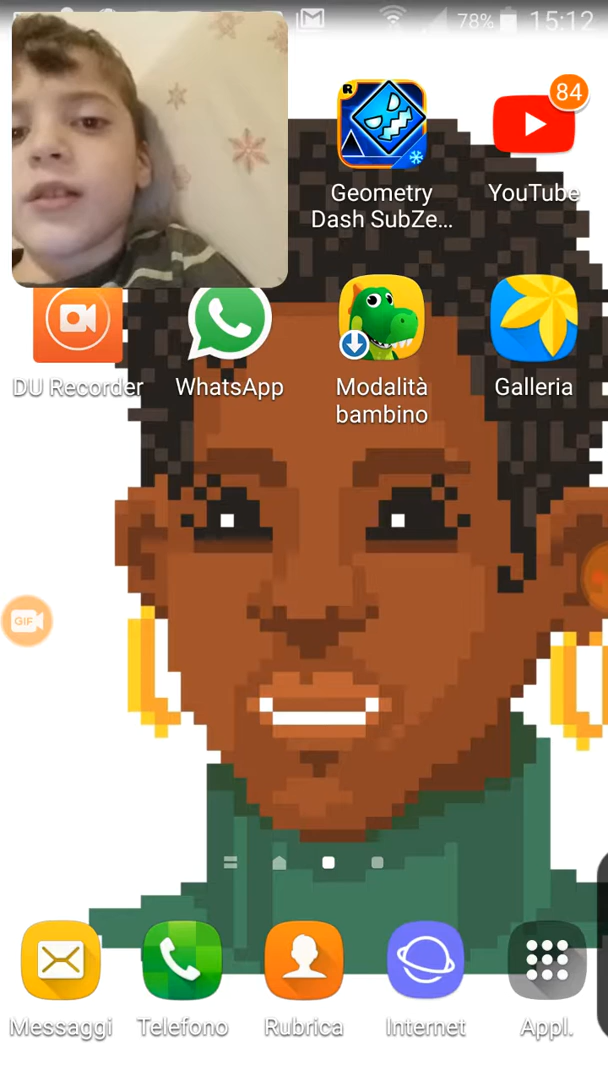 78% 15:12
84
R
Geometry
Dash SubZe...
YouTube
DU Recorder
WhatsApp
Modalità
bambino
Galleria
GIF
Messaggi
Telefono
Rubrica
Internet
Appl.